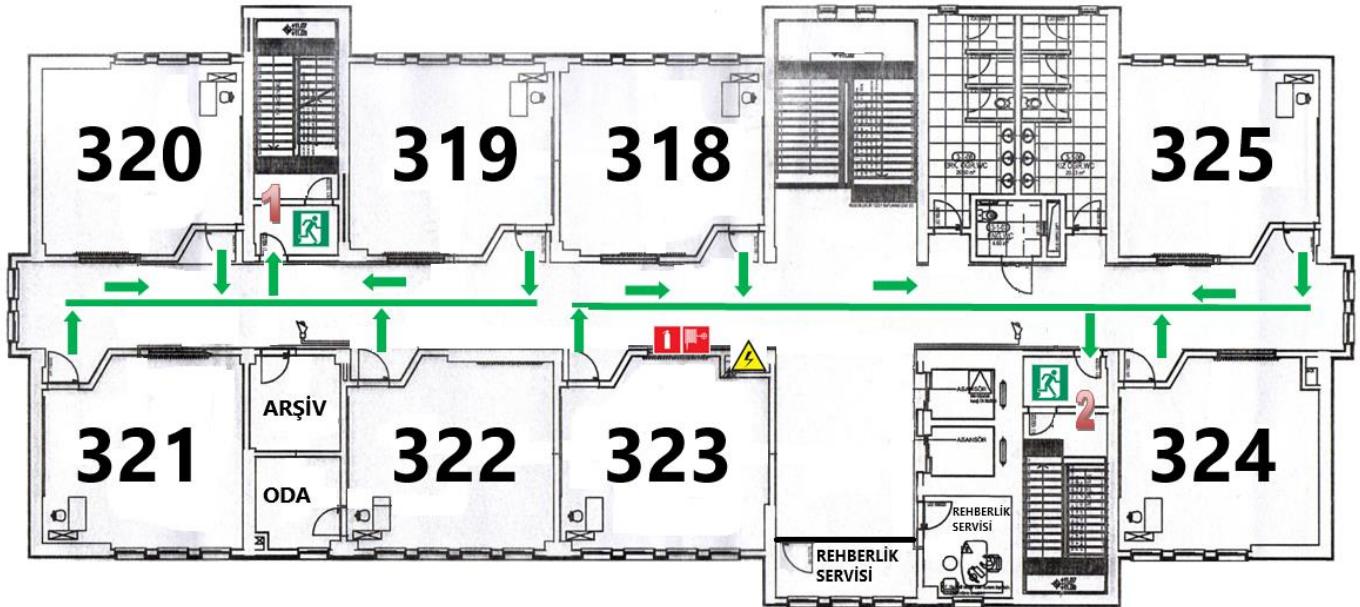 320
319
318
325
1
321
ARŞİV
ODA
322
323
ASANSÖR
ASANSÖR
2
324
REHBERLİK
SERVİSİ
REHBERLİK
SERVİSİ